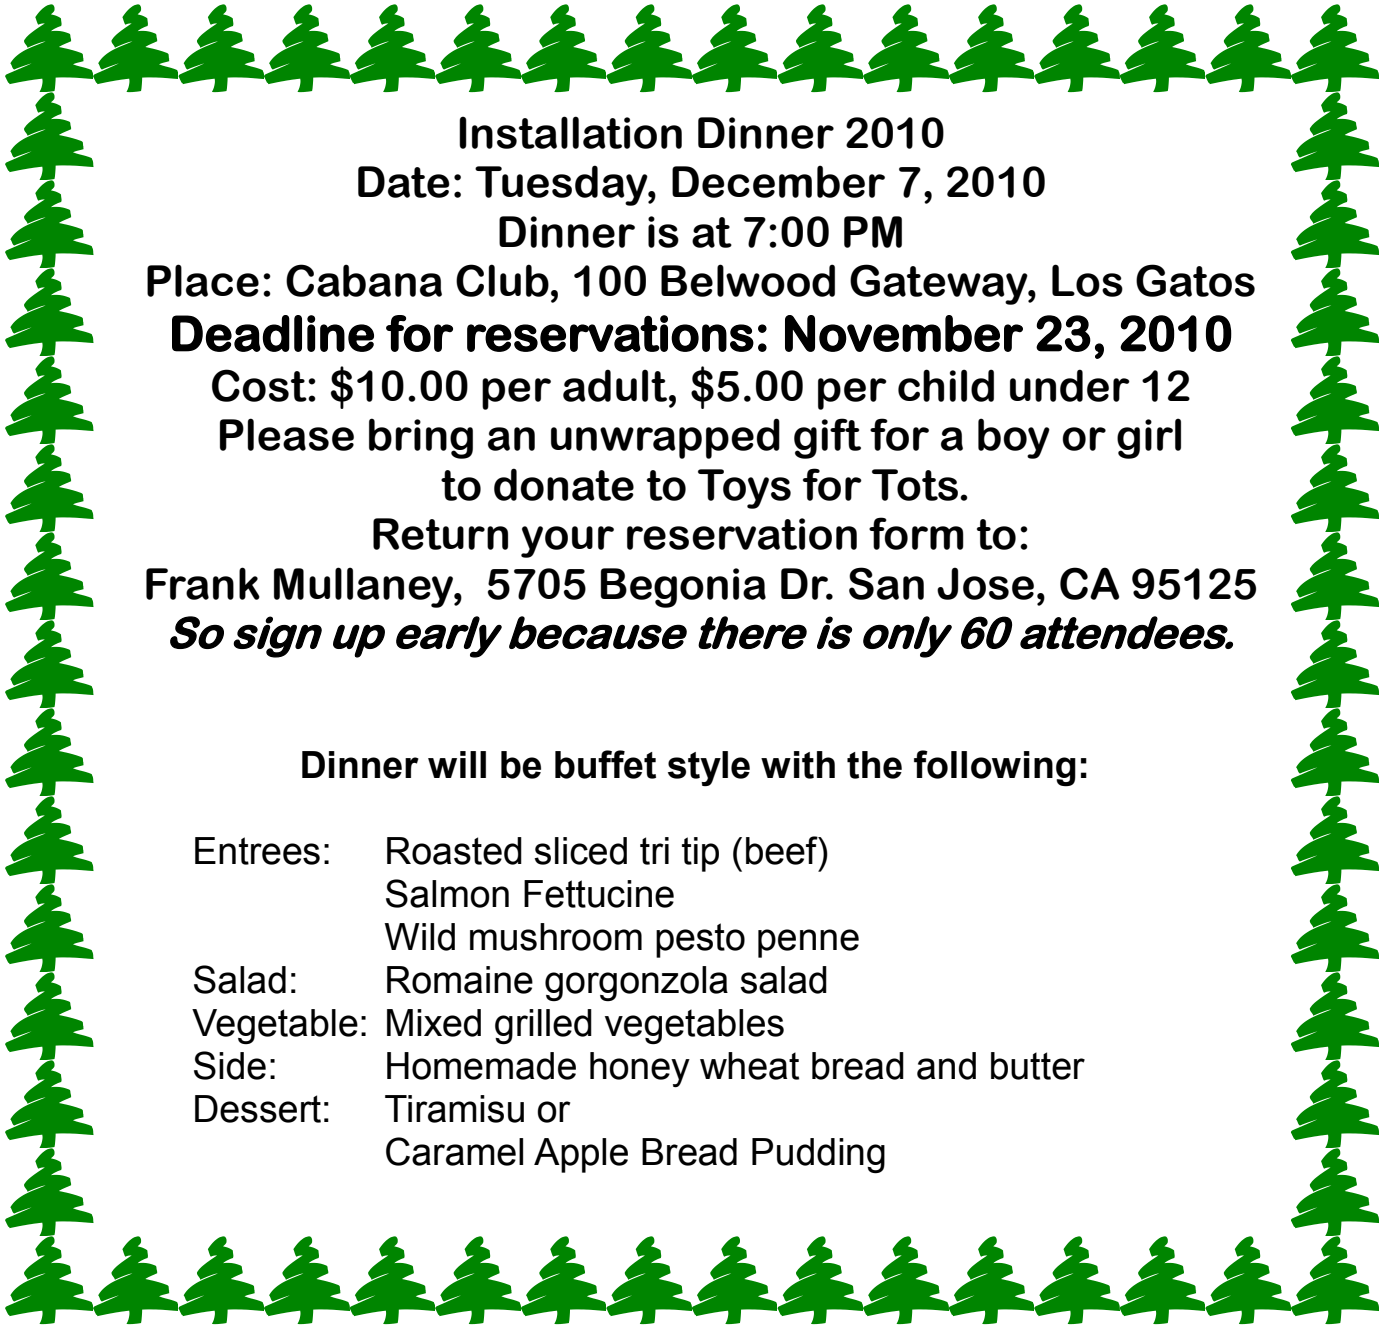 Installation Dinner 2010
Date: Tuesday, December 7, 2010
Dinner is at 7:00 PM
Place: Cabana Club, 100 Belwood Gateway, Los Gatos
Deadline for reservations: November 23, 2010
Cost: $10.00 per adult, $5.00 per child under 12
Please bring an unwrapped gift for a boy or girl
to donate to Toys for Tots.
Return your reservation form to:
Frank Mullaney, 5705 Begonia Dr. San Jose, CA 95125
So sign up early because there is only 60 attendees.
Dinner will be buffet style with the following:
Entrees: Roasted sliced tri tip (beef)
Salmon Fettucine
Wild mushroom pesto penne
Salad: Romaine gorgonzola salad
Vegetable: Mixed grilled vegetables
Side: Homemade honey wheat bread and butter
Dessert: Tiramisu or
Caramel Apple Bread Pudding